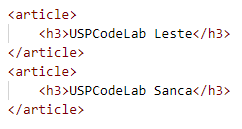 <article>
    <h3>USPCodeLab Leste</h3>
</article>
<article>
    <h3>USPCodeLab Sanca</h3>
</article>